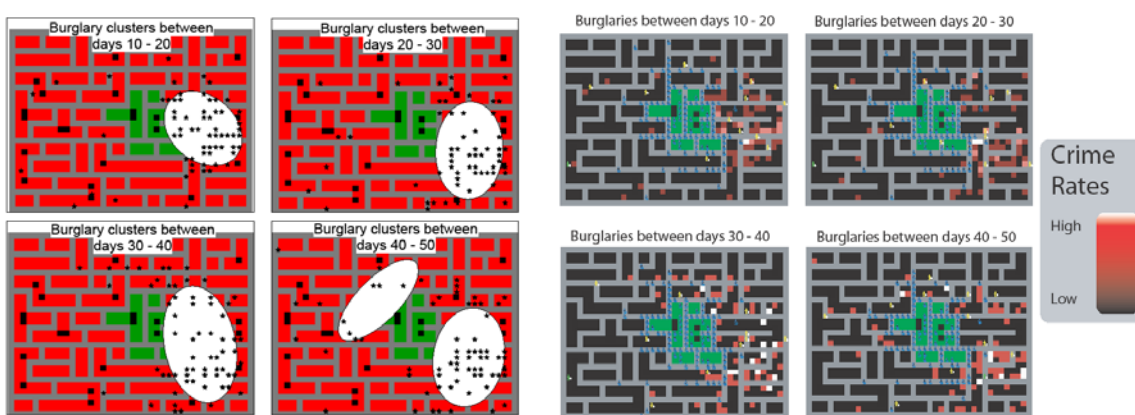 Burglary clusters between
days 10 - 20
Burglary clusters between
days 20 - 30
Burglaries between days 10 - 20
Burglaries between days 20 - 30
Burglary clusters between
days 30 - 40
Burglary clusters between
days 40 - 50
Burglaries between days 30 - 40
Burglaries between days 40 - 50
Crime
Rates
High
Low